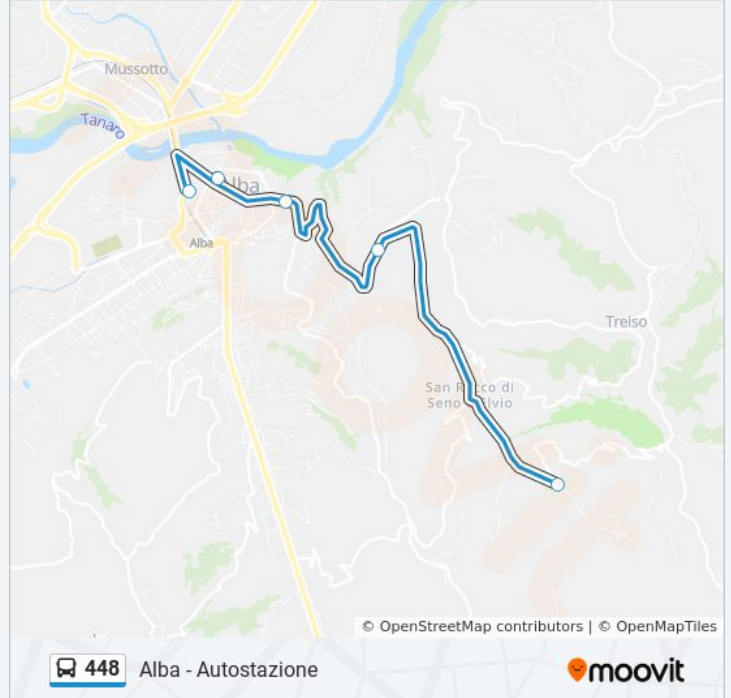 Mussotto
Tanaro
Alba
Alba
Treiso
San Rocco di
Seno d'Elvio
© OpenStreetMap contributors | © OpenMapTiles
448 Alba - Autostazione
moovit